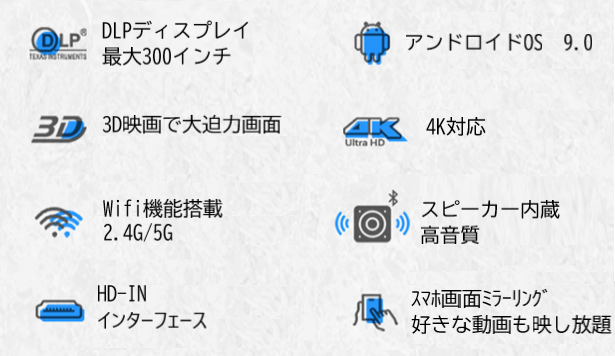 DLP®
TEXAS INSTRUMENTS
DLPディスプレイ
最大300インチ
アンドロイドOS 9.0
3D
3D映画で大迫力画面
4K
Ultra HD
4K対応
Wifi機能搭載
2.4G/5G
スピーカー内蔵
高音質
HD-IN
インターフェース
ｽﾏﾎ画面ﾐﾗｰﾘﾝｸﾞ
好きな動画も映し放題